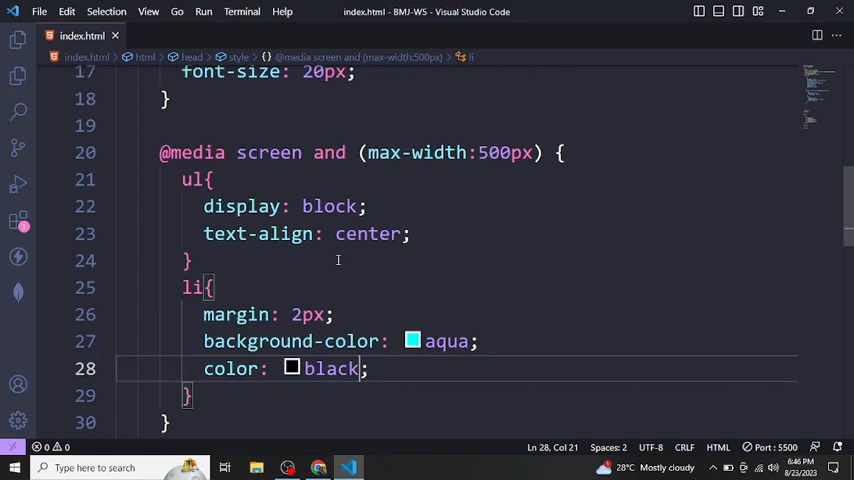 File Edit Selection View Go Run Terminal Help index.html - BMJ-W5 - Visual Studio Code
index.html
index.html > html > head > style > {} @media screen and (max-width:500px) > li
17 font-size: 20px;
18 }
19
20 @media screen and (max-width:500px) {
21 ul{
22 display: block;
23 text-align: center;
24 }
25 li{
26 margin: 2px;
27 background-color: aqua;
28 color: black;
29 }
30 }
1
0 0 Ln 28, Col 21 Spaces: 2 UTF-8 CRLF HTML Port : 5500
Type here to search 28°C Mostly cloudy 6:46 PM
8/23/2023